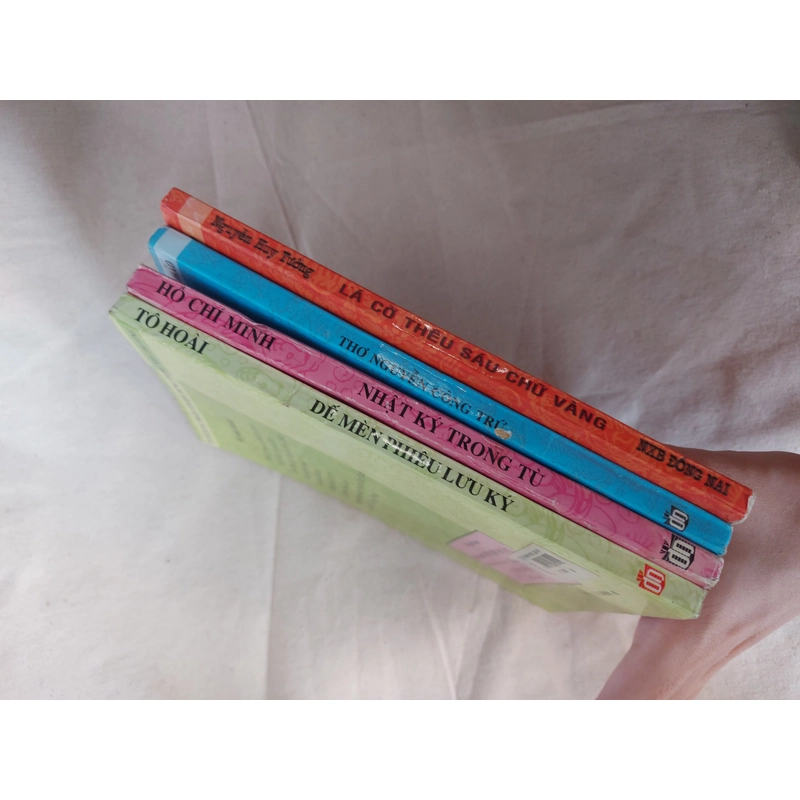 Nguyễn Huy Tưởng LÁ CỜ THÊU SÁU CHỮ VÀNG NXB ĐỒNG NAI
THƠ NGUYỄN CÔNG TRỨ
HỒ CHÍ MINH NHẬT KÝ TRONG TÙ
TÔ HOÀI DẾ MÈN PHIÊU LƯU KÝ